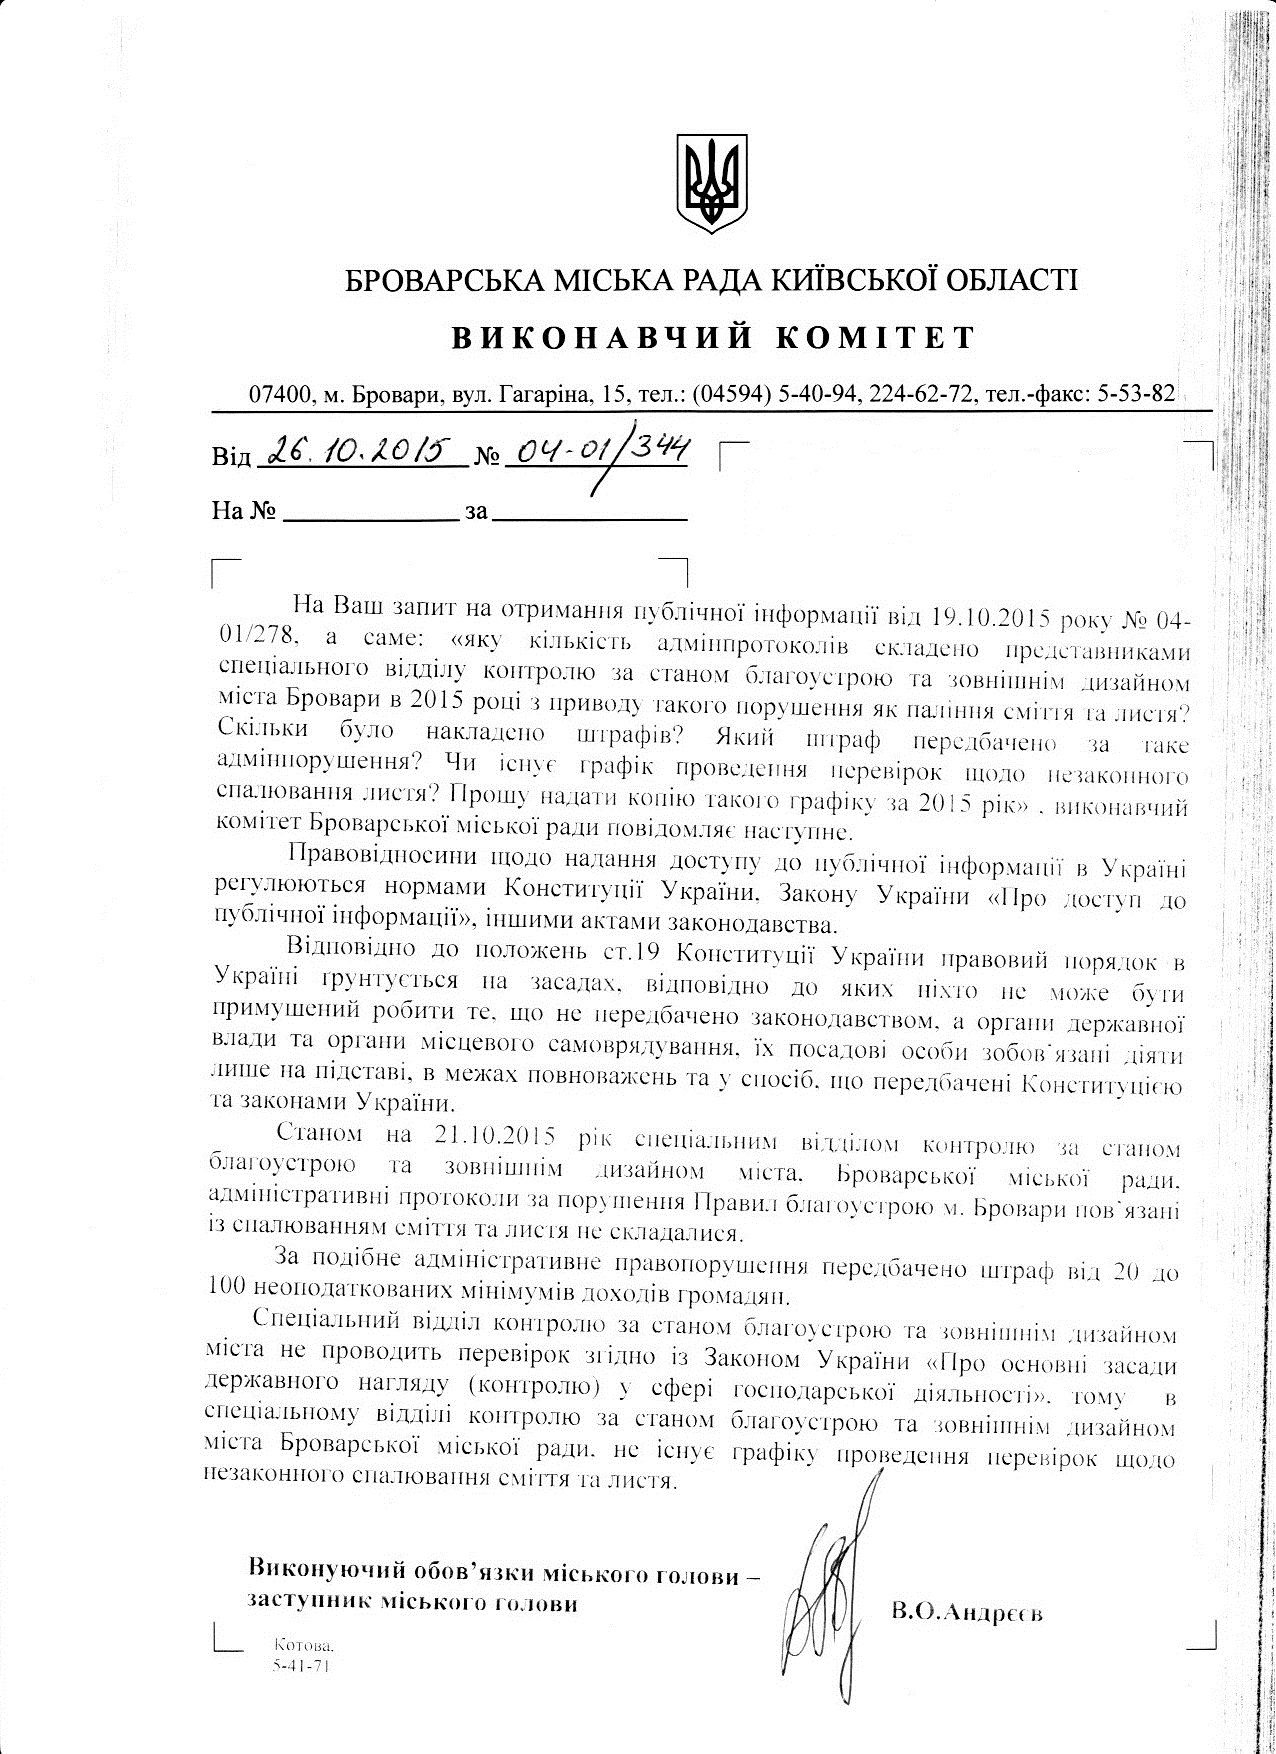 БРОВАРСЬКА МІСЬКА РАДА КИЇВСЬКОЇ ОБЛАСТІ
ВИКОНАВЧИЙ КОМІТЕТ
07400, м. Бровари, вул. Гагаріна, 15, тел.: (04594) 5-40-94, 224-62-72, тел.-факс: 5-53-82
Від 26.10.2015 № 04-01/344
На № за
На Ваш запит на отримання публічної інформації від 19.10.2015 року № 04-
01/278, а саме: «яку кількість адмінпротоколів складено представниками
спеціального відділу контролю за станом благоустрою та зовнішнім дизайном
міста Бровари в 2015 році з приводу такого порушення як паління сміття та листя?
Скільки було накладено штрафів? Який штраф передбачено за таке
адмінпорушення? Чи існує графік проведення перевірок щодо незаконного
спалювання листя? Прошу надати копію такого графіку за 2015 рік» , виконавчий
комітет Броварської міської ради повідомляє наступне.
Правовідносини щодо надання доступу до публічної інформації в Україні
регулюються нормами Конституції України, Закону України «Про доступ до
публічної інформації», іншими актами законодавства.
Відповідно до положень ст.19 Конституції України правовий порядок в
Україні ґрунтується на засадах, відповідно до яких ніхто не може бути
примушений робити те, що не передбачено законодавством, а органи державної
влади та органи місцевого самоврядування, їх посадові особи зобов`язані діяти
лише на підставі, в межах повноважень та у спосіб, що передбачені Конституцією
та законами України.
Станом на 21.10.2015 рік спеціальним відділом контролю за станом
благоустрою та зовнішнім дизайном міста, Броварської міської ради,
адміністративні протоколи за порушення Правил благоустрою м. Бровари пов`язані
із спалюванням сміття та листя не складалися.
За подібне адміністративне правопорушення передбачено штраф від 20 до
100 неоподаткованих мінімумів доходів громадян.
Спеціальний відділ контролю за станом благоустрою та зовнішнім дизайном
міста не проводить перевірок згідно із Законом України «Про основні засади
державного нагляду (контролю) у сфері господарської діяльності», тому в
спеціальному відділі контролю за станом благоустрою та зовнішнім дизайном
міста Броварської міської ради, не існує графіку проведення перевірок щодо
незаконного спалювання сміття та листя.
Виконуючий обов’язки міського голови –
заступник міського голови
В.О.Андрєєв
Котова.
5-41-71